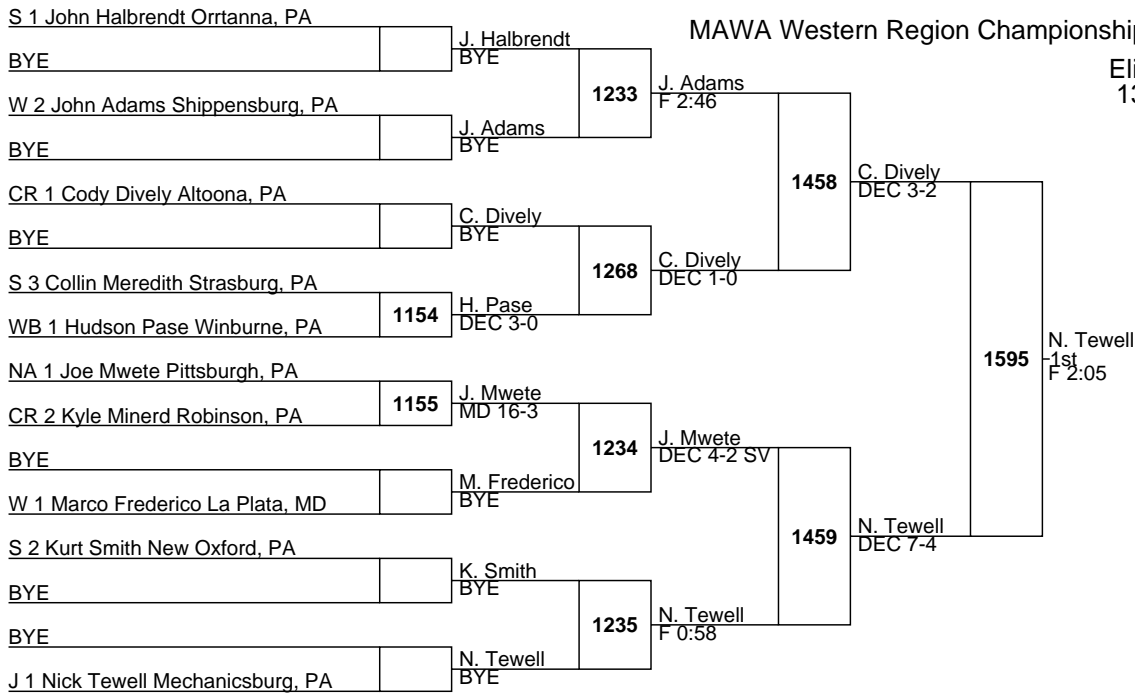 MAWA Western Region Championship
Eli
13
S 1 John Halbrendt Orrtanna, PA
BYE
J. Halbrendt
BYE
W 2 John Adams Shippensburg, PA
BYE
J. Adams
BYE
1233
J. Adams
F 2:46
CR 1 Cody Dively Altoona, PA
BYE
C. Dively
BYE
S 3 Collin Meredith Strasburg, PA
WB 1 Hudson Pase Winburne, PA
1154
H. Pase
DEC 3-0
1268
C. Dively
DEC 1-0
1458
C. Dively
DEC 3-2
NA 1 Joe Mwete Pittsburgh, PA
CR 2 Kyle Minerd Robinson, PA
1155
J. Mwete
MD 16-3
BYE
W 1 Marco Frederico La Plata, MD
M. Frederico
BYE
1234
J. Mwete
DEC 4-2 SV
S 2 Kurt Smith New Oxford, PA
BYE
K. Smith
BYE
BYE
J 1 Nick Tewell Mechanicsburg, PA
N. Tewell
BYE
1235
N. Tewell
F 0:58
1459
N. Tewell
DEC 7-4
1595
N. Tewell
1st
F 2:05